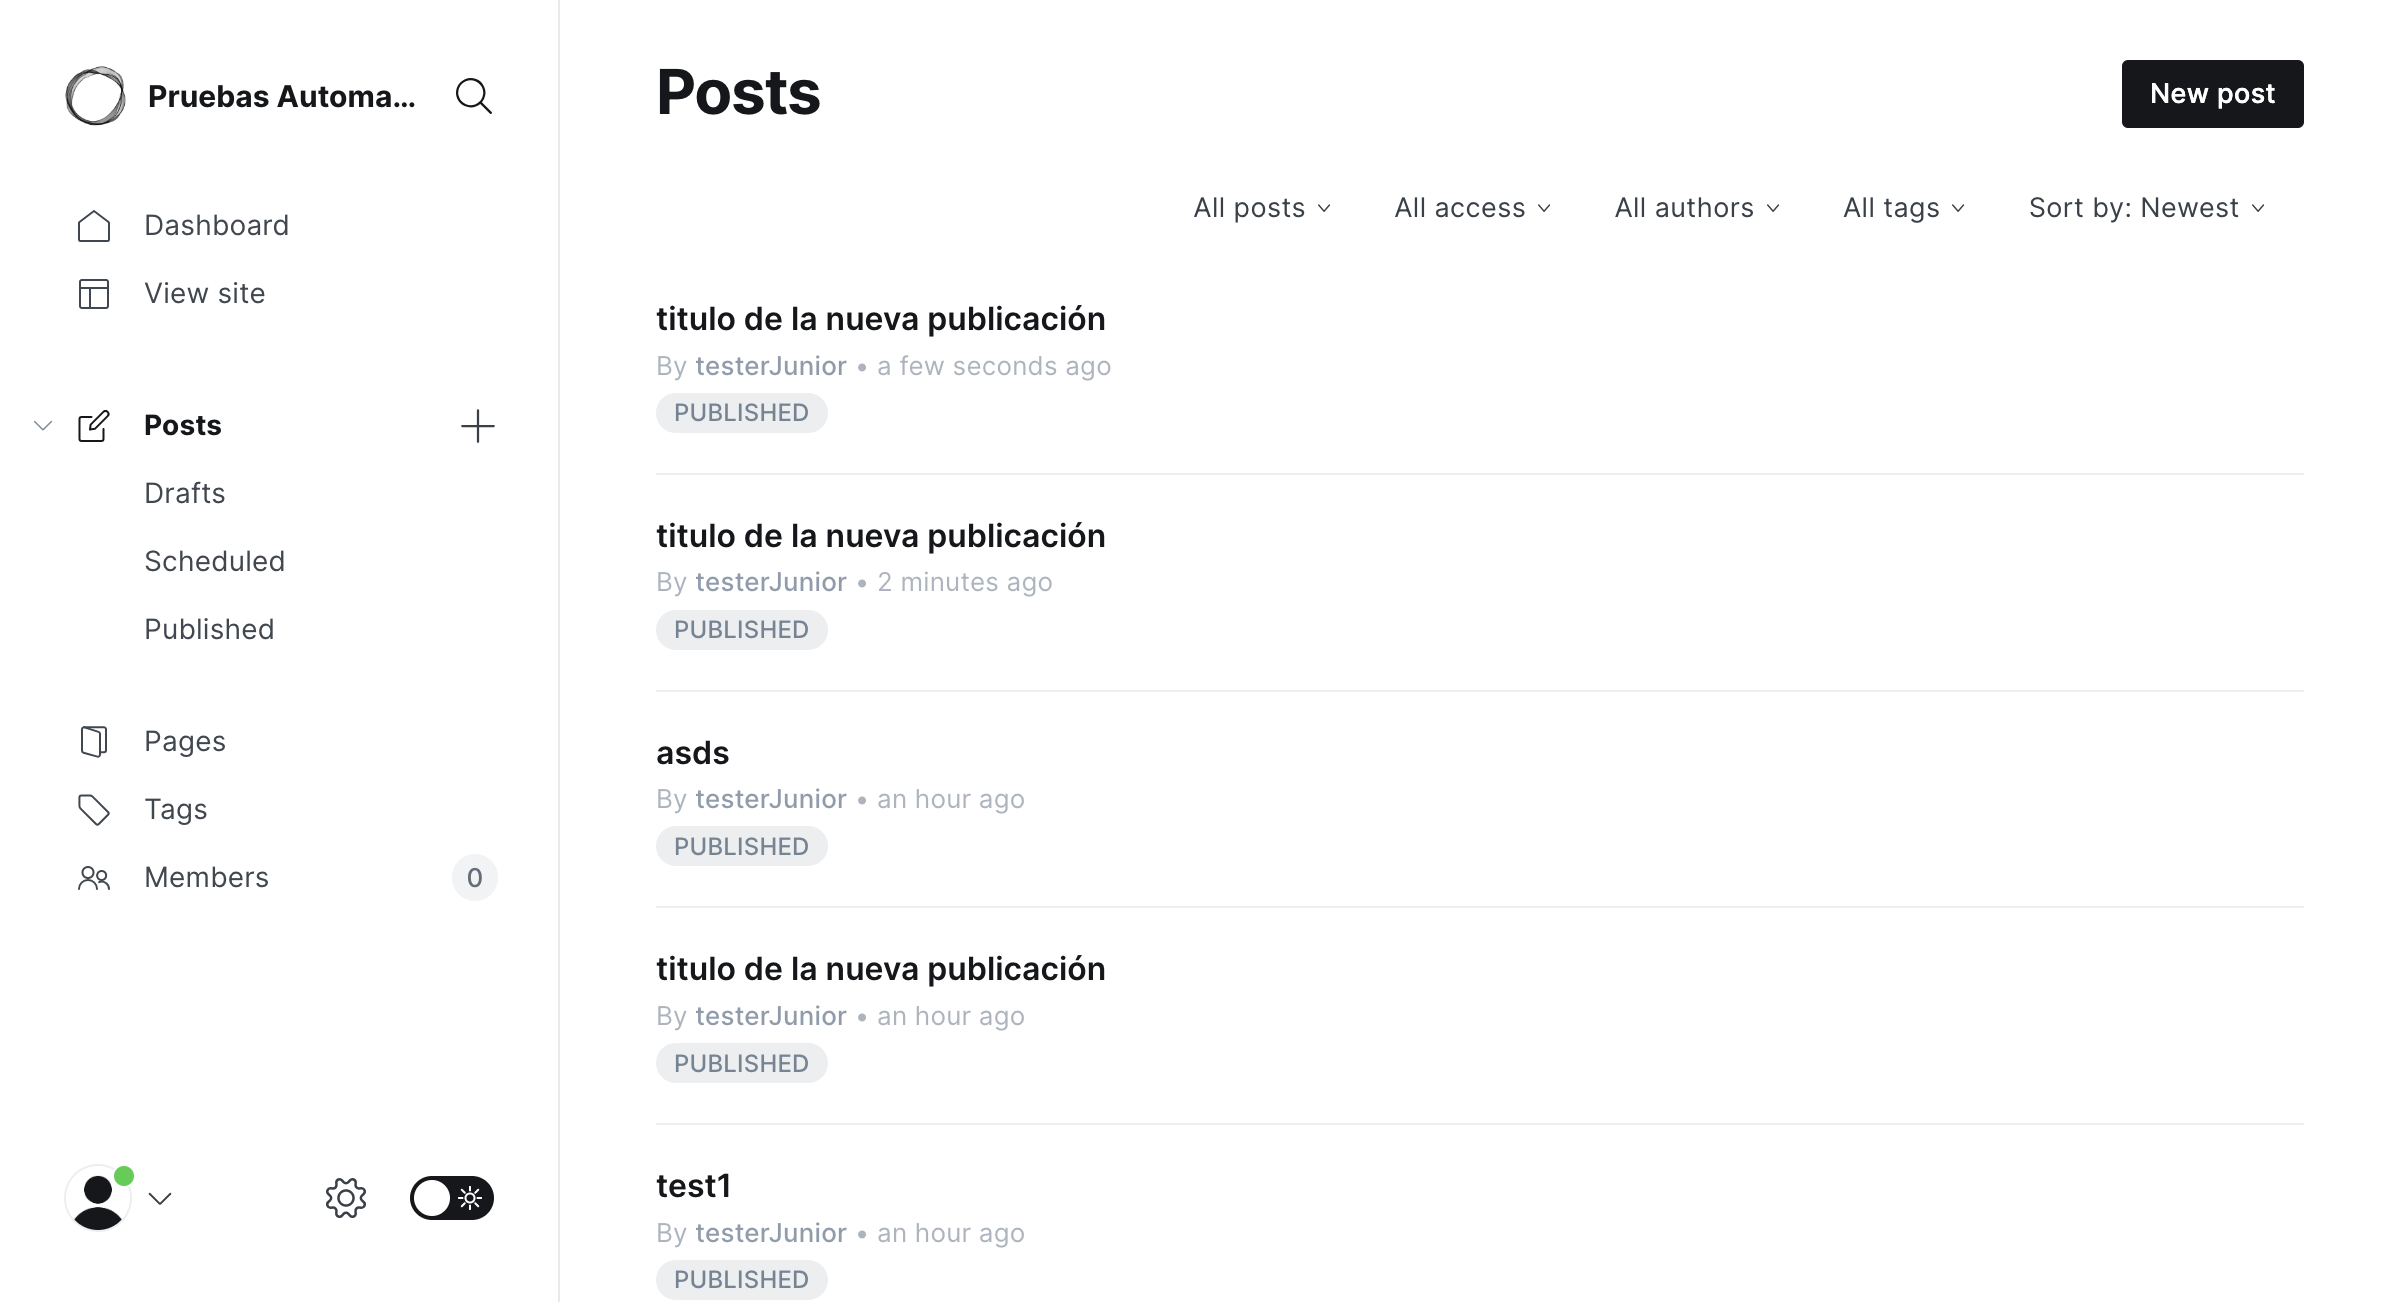 Pruebas Automa...
Dashboard
View site
Posts
Drafts
Scheduled
Published
Pages
Tags
Members 0
Posts
New post
All posts All access All authors All tags Sort by: Newest
titulo de la nueva publicación
By testerJunior • a few seconds ago
PUBLISHED
titulo de la nueva publicación
By testerJunior • 2 minutes ago
PUBLISHED
asds
By testerJunior • an hour ago
PUBLISHED
titulo de la nueva publicación
By testerJunior • an hour ago
PUBLISHED
test1
By testerJunior • an hour ago
PUBLISHED